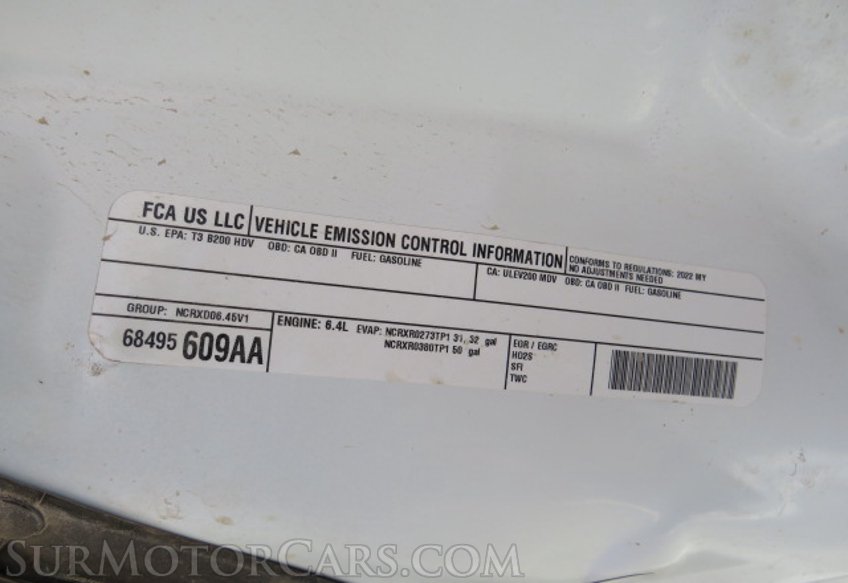 FCA US LLC
VEHICLE EMISSION CONTROL INFORMATION
CONFORMS TO REGULATIONS: 2022 MY
NO ADJUSTMENTS NEEDED
U.S. EPA: T3 B200 HDV OBD: CA OBD II FUEL: GASOLINE
CA: ULEV200 MDV OBD: CA OBD II FUEL: GASOLINE
GROUP: NCRXD06.45V1
68495 609AA
ENGINE: 6.4L EVAP: NCRXR0273TP1 31, 32 gal
NCRXR0360TP1 50 gal
EGR / EGRC
HO2S
SFI
TWC
SurMotorCars.com